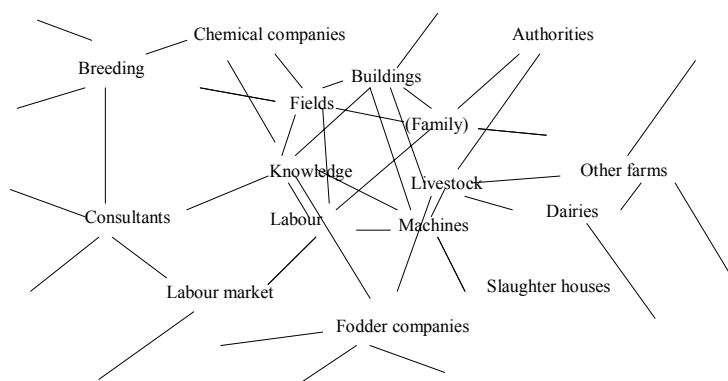 Chemical companies
Authorities
Breeding
Buildings
Fields
(Family)
Knowledge
Livestock
Other farms
Consultants
Labour
Machines
Dairies
Labour market
Slaughter houses
Fodder companies